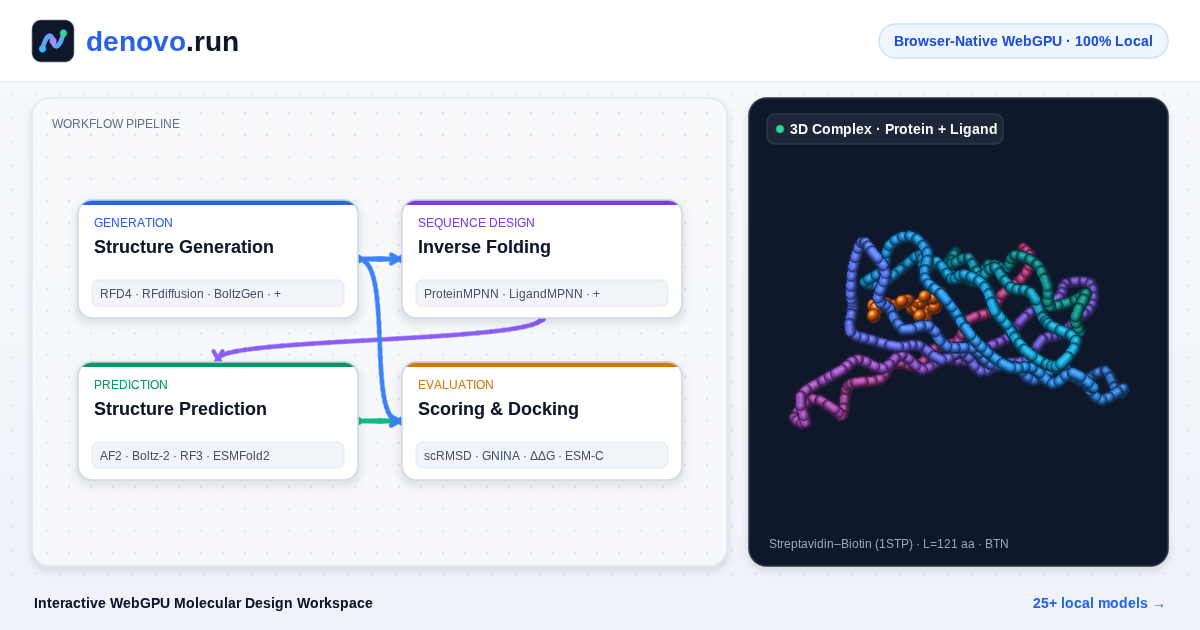 denovo.run
Browser-Native WebGPU · 100% Local
WORKFLOW PIPELINE
GENERATION
Structure Generation
RFD4 · RFdiffusion · BoltzGen · +
SEQUENCE DESIGN
Inverse Folding
ProteinMPNN · LigandMPNN · +
PREDICTION
Structure Prediction
AF2 · Boltz-2 · RF3 · ESMFold2
EVALUATION
Scoring & Docking
scRMSD · GNINA · ΔΔG · ESM-C
3D Complex · Protein + Ligand
Streptavidin–Biotin (1STP) · L=121 aa · BTN
Interactive WebGPU Molecular Design Workspace
25+ local models →